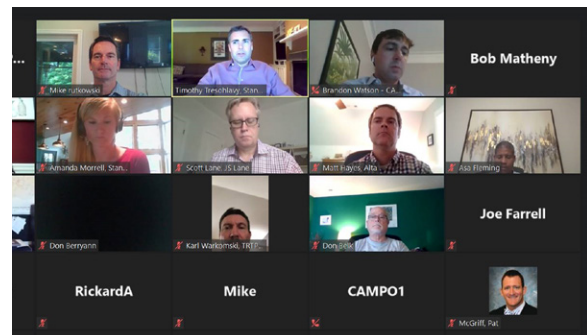 Mike rutkowski
Timothy Tresohlavy, Stan...
Brandon Watson - CA...
Bob Matheny
Amanda Morrell, Stan...
Scott Lane, JS Lane
Matt Hayes, Alta
Asa Fleming
Don Berryann
Karl Warkomski, TRTP...
Don Belk
Joe Farrell
RickardA
Mike
CAMPO1
McGriff, Pat